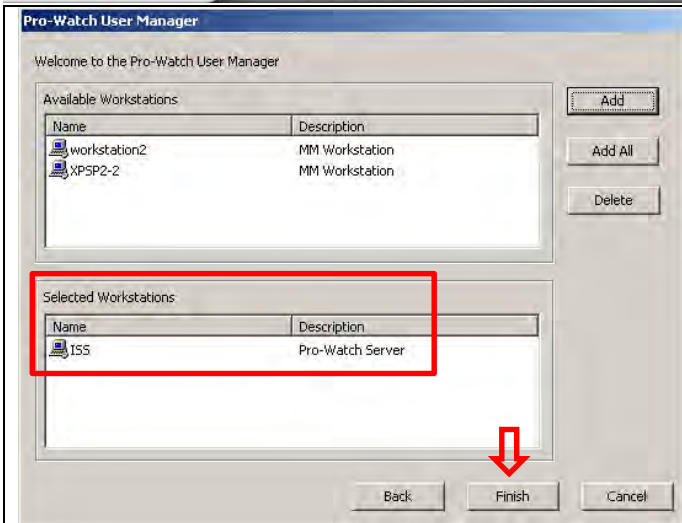 Pro-Watch User Manager
Welcome to the Pro-Watch User Manager
Available Workstations
Name Description
workstation2 MM Workstation
XPSP2-2 MM Workstation
Add
Add All
Delete
Selected Workstations
Name Description
ISS Pro-Watch Server
Back Finish Cancel